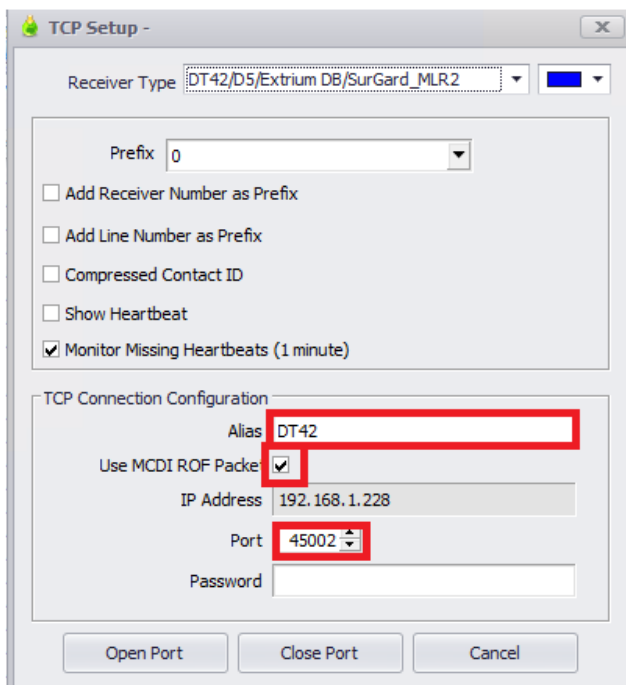 TCP Setup -
Receiver Type DT42/D5/Extrium DB/SurGard_MLR2
Prefix 0
Add Receiver Number as Prefix
Add Line Number as Prefix
Compressed Contact ID
Show Heartbeat
Monitor Missing Heartbeats (1 minute)
TCP Connection Configuration
Alias DT42
Use MCDI ROF Packet
IP Address 192.168.1.228
Port 45002
Password
Open Port Close Port Cancel